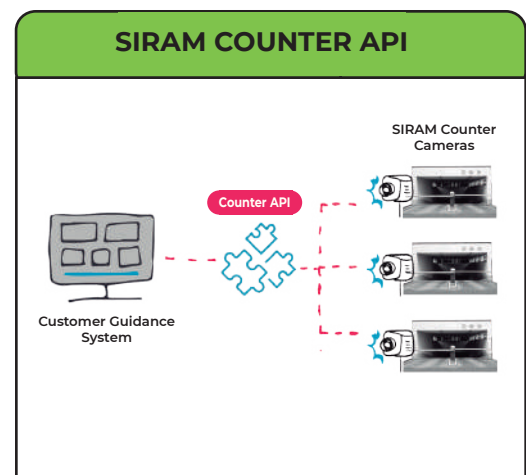 SIRAM COUNTER API
SIRAM Counter
Cameras
Counter API
Customer Guidance
System